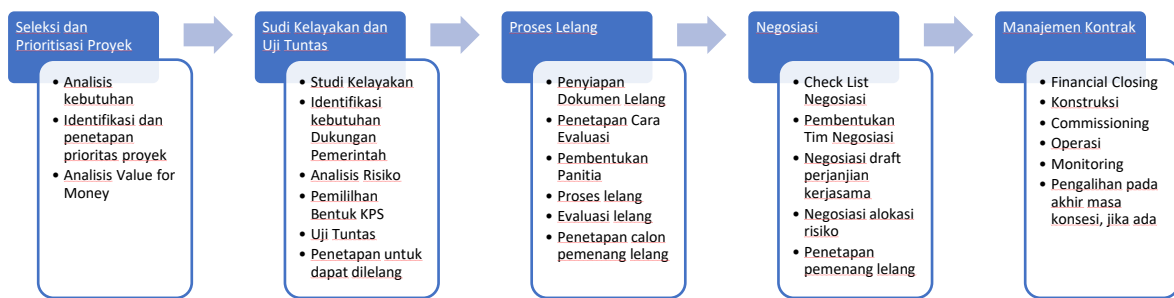 Seleksi dan
Prioritisasi Proyek
• Analisis
kebutuhan
• Identifikasi dan
penetapan
prioritas proyek
• Analisis Value for
Money
Sudi Kelayakan dan
Uji Tuntas
• Studi Kelayakan
• Identifikasi
kebutuhan
Dukungan
Pemerintah
• Analisis Risiko
• Pemililhan
Bentuk KPS
• Uji Tuntas
• Penetapan untuk
dapat dilelang
Proses Lelang
• Penyiapan
Dokumen Lelang
• Penetapan Cara
Evaluasi
• Pembentukan
Panitia
• Proses lelang
• Evaluasi lelang
• Penetapan calon
pemenang lelang
Negosiasi
• Check List
Negosiasi
• Pembentukan
Tim Negosiasi
• Negosiasi draft
perjanjian
kerjasama
• Negosiasi alokasi
risiko
• Penetapan
pemenang lelang
Manajemen Kontrak
• Financial Closing
• Konstruksi
• Commissioning
• Operasi
• Monitoring
• Pengalihan pada
akhir masa
konsesi, jika ada